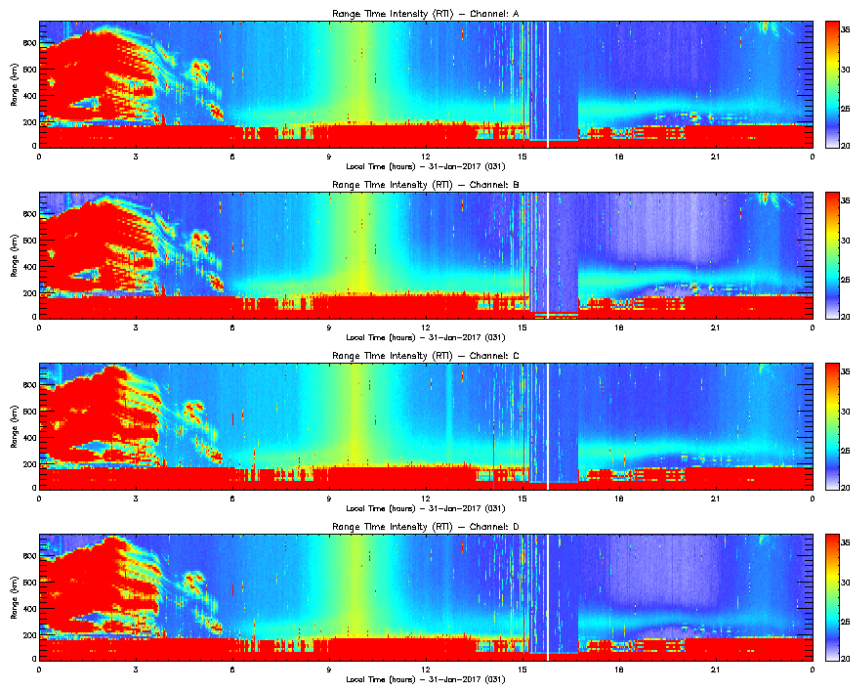 Range Time Intensity (RTI) – Channel: A
Range (km)
800
600
400
200
0
0 3 6 9 12 15 18 21 0
Local Time [hours] – 31-Jan-2017 (031)
35
30
25
20
Range Time Intensity (RTI) – Channel: B
Range (km)
800
600
400
200
0
0 3 6 9 12 15 18 21 0
Local Time [hours] – 31-Jan-2017 (031)
35
30
25
20
Range Time Intensity (RTI) – Channel: C
Range (km)
800
600
400
200
0
0 3 6 9 12 15 18 21 0
Local Time [hours] – 31-Jan-2017 (031)
35
30
25
20
Range Time Intensity (RTI) – Channel: D
Range (km)
800
600
400
200
0
0 3 6 9 12 15 18 21 0
Local Time [hours] – 31-Jan-2017 (031)
35
30
25
20